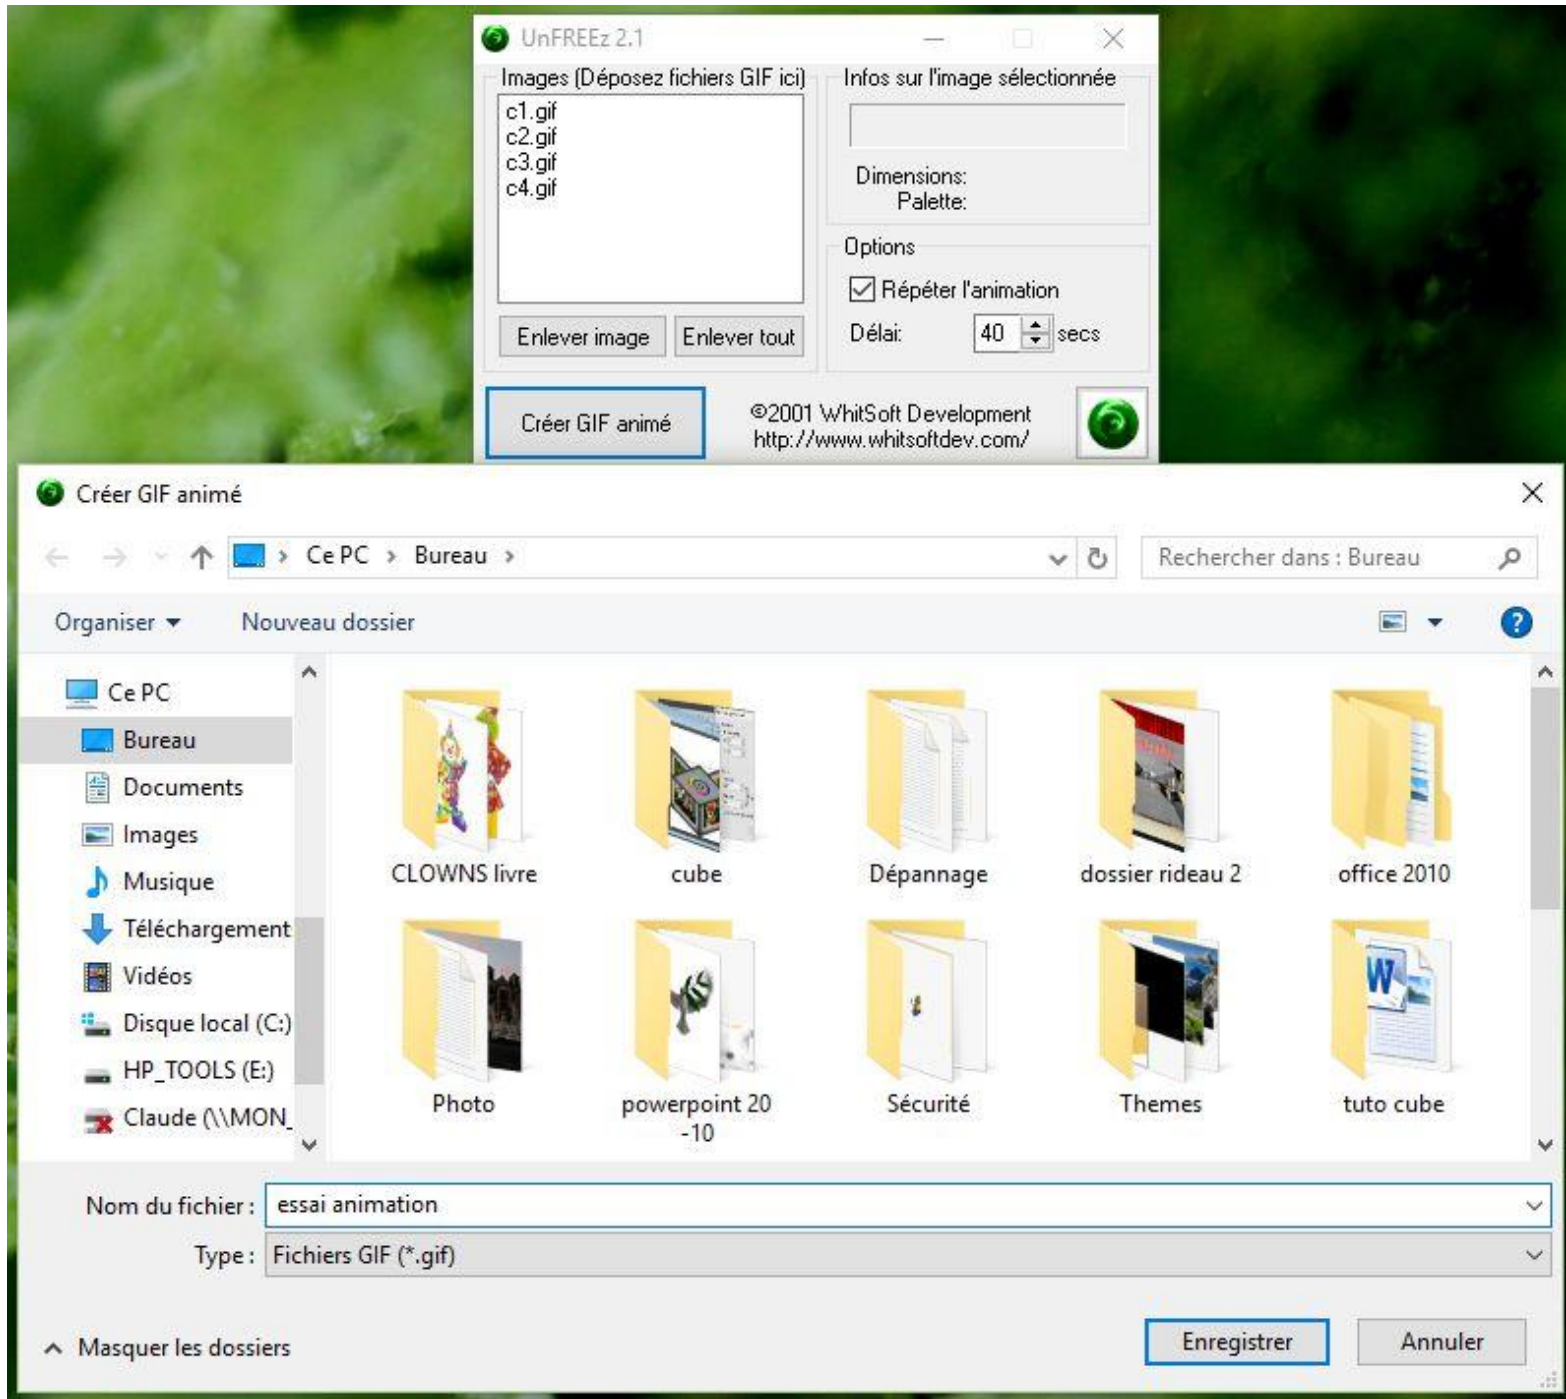 UnFREEz 2.1
Images (Déposez fichiers GIF ici)
c1.gif
c2.gif
c3.gif
c4.gif
Enlever image
Enlever tout
Infos sur l'image sélectionnée
Dimensions:
Palette:
Options
Répéter l'animation
Délai: 40 secs
Créer GIF animé
©2001 WhitSoft Development
http://www.whitsoftdev.com/
Créer GIF animé
Ce PC > Bureau >
Rechercher dans : Bureau
Organiser
Nouveau dossier
Ce PC
Bureau
Documents
Images
Musique
Téléchargement
Vidéos
Disque local (C:)
HP_TOOLS (E:)
Claude (\\MON_
CLOWNS livre
cube
Dépannage
dossier rideau 2
office 2010
Photo
powerpoint 20
-10
Sécurité
Themes
tuto cube
Nom du fichier : essai animation
Type : Fichiers GIF (*.gif)
Masquer les dossiers
Enregistrer
Annuler